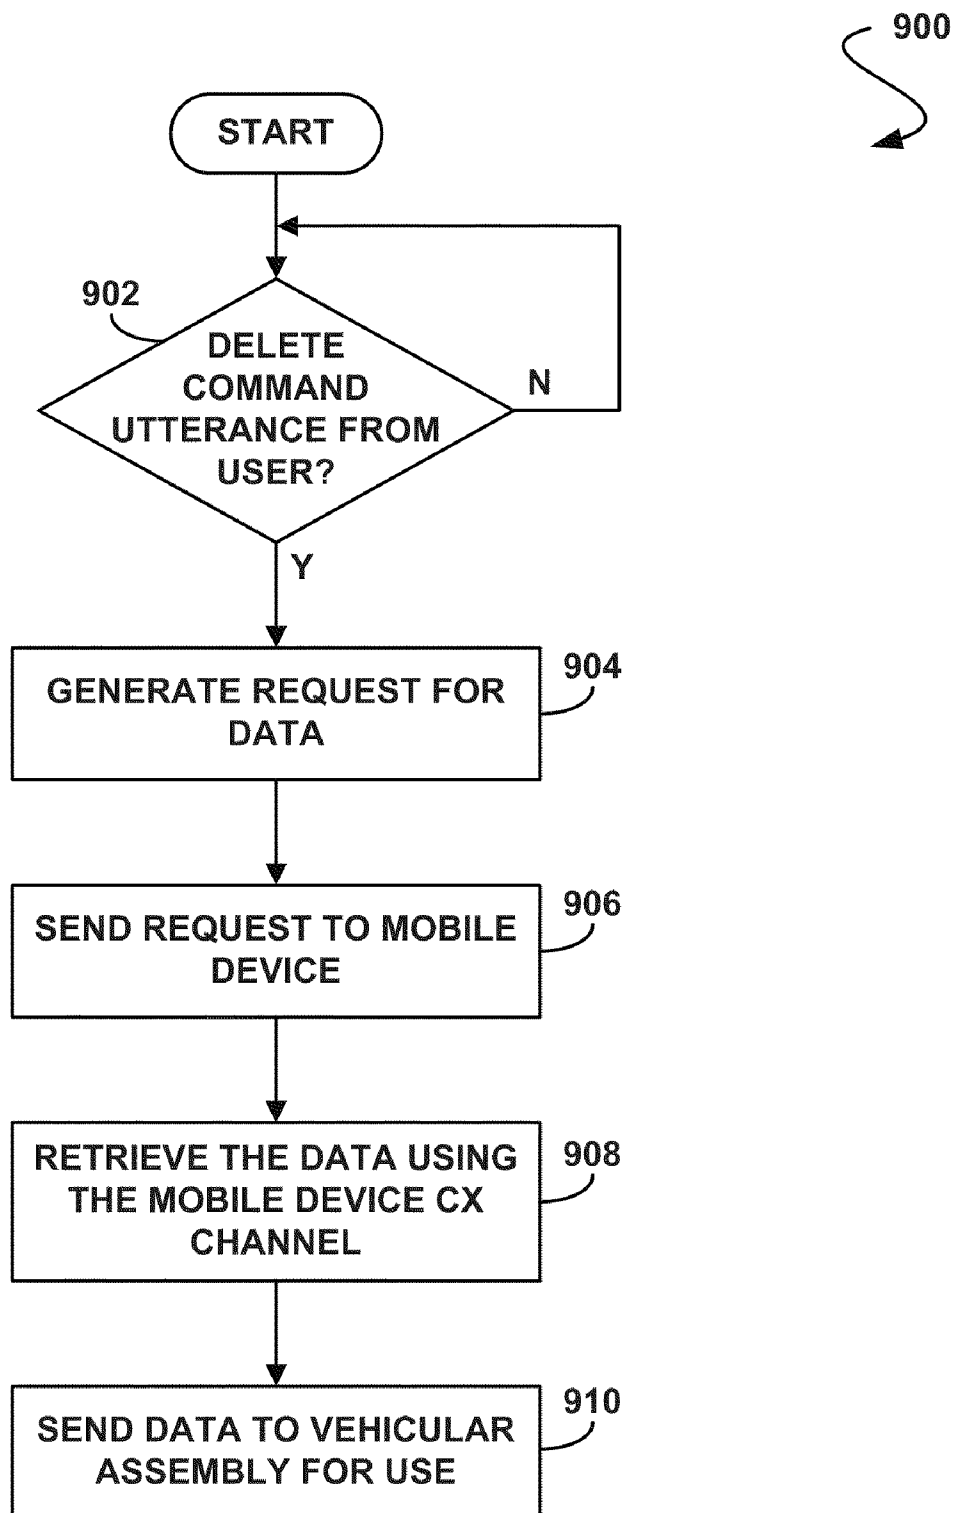 900
START
902
DELETE
COMMAND
UTTERANCE FROM
USER?
N
Y
904
GENERATE REQUEST FOR
DATA
906
SEND REQUEST TO MOBILE
DEVICE
908
RETRIEVE THE DATA USING
THE MOBILE DEVICE CX
CHANNEL
910
SEND DATA TO VEHICULAR
ASSEMBLY FOR USE